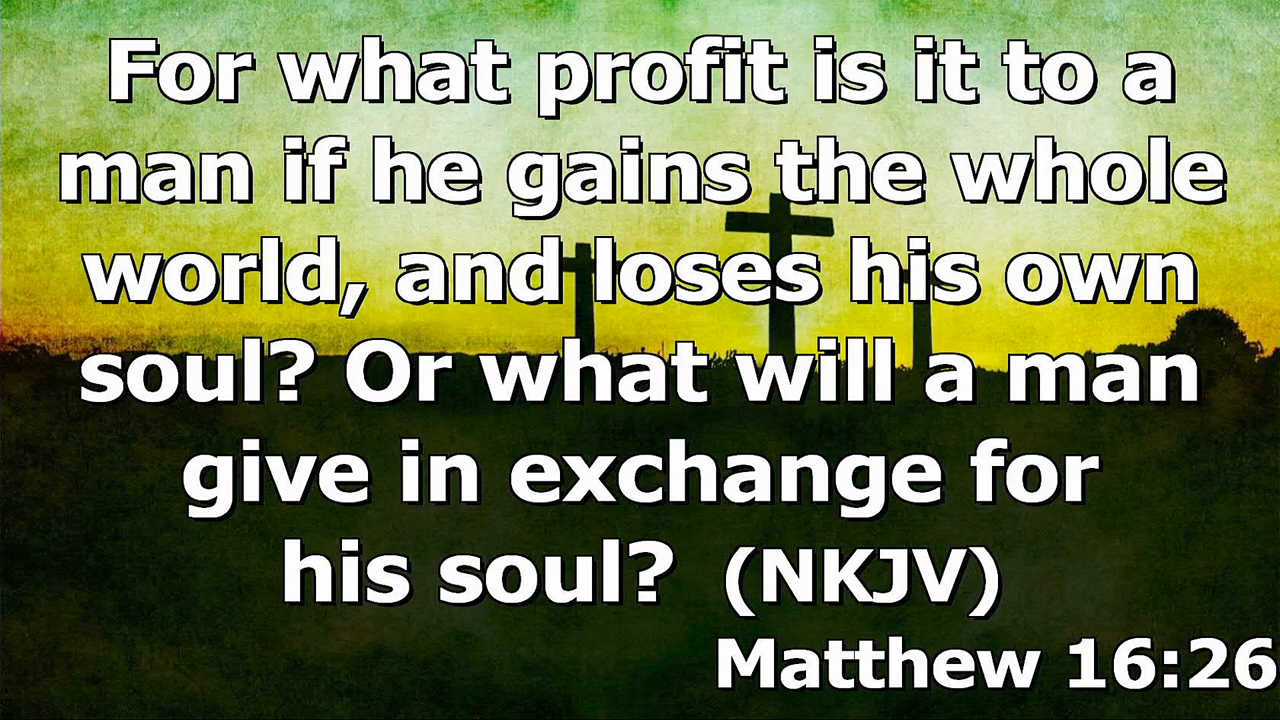 For what profit is it to a
man if he gains the whole
world, and loses his own
soul? Or what will a man
give in exchange for
his soul? (NKJV)
Matthew 16:26